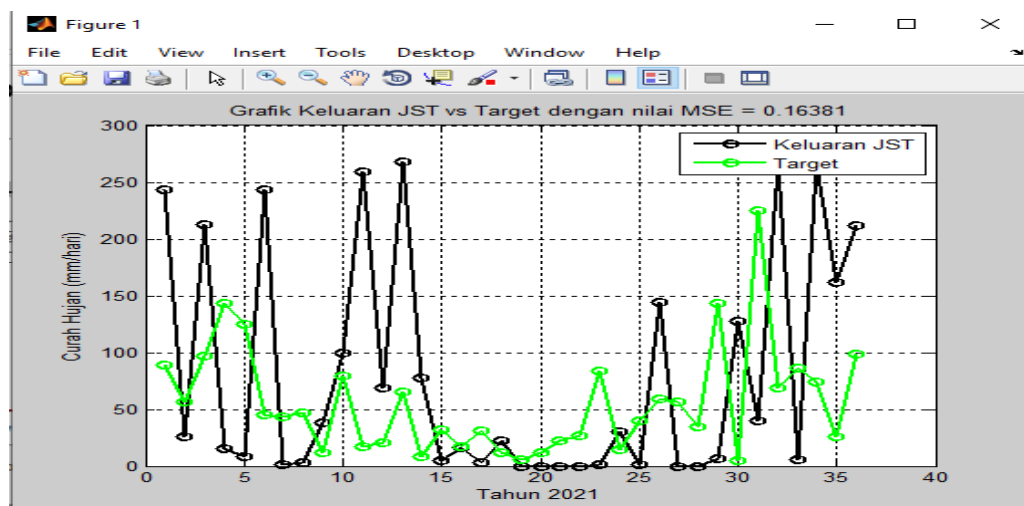 Figure 1
File Edit View Insert Tools Desktop Window Help
Grafik Keluaran JST vs Target dengan nilai MSE = 0.16381
300
250
200
150
100
50
0
Curah Hujan (mm/hari)
Keluaran JST
Target
0 5 10 15 20 25 30 35 40
Tahun 2021